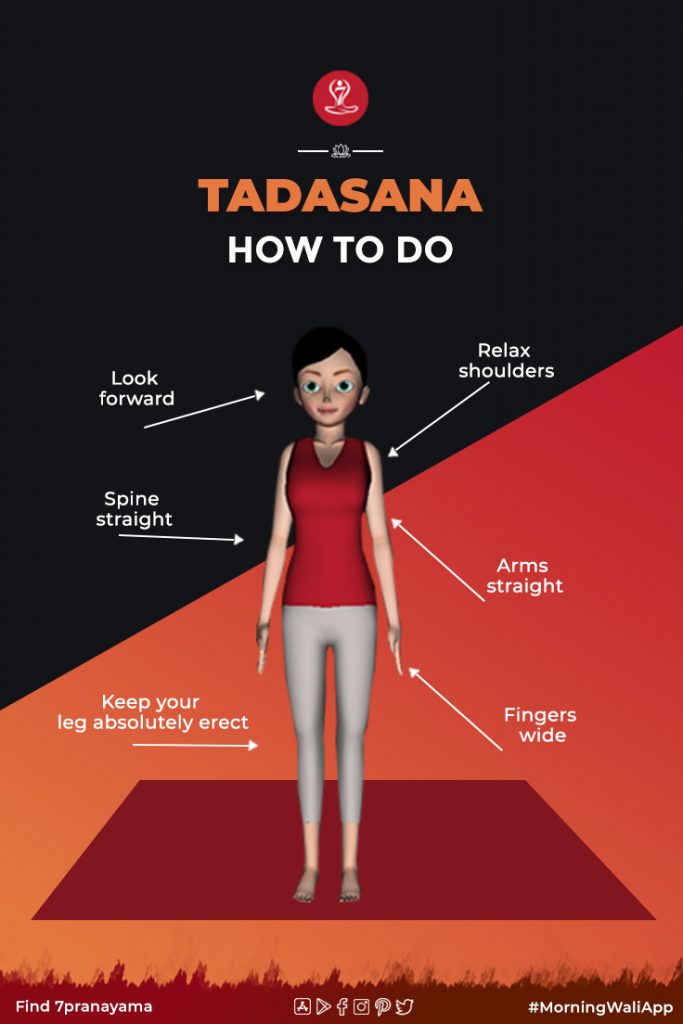 TADASANA
HOW TO DO
Look
forward
Relax
shoulders
Spine
straight
Arms
straight
Keep your
leg absolutely erect
Fingers
wide
Find 7pranayama
#MorningWaliApp